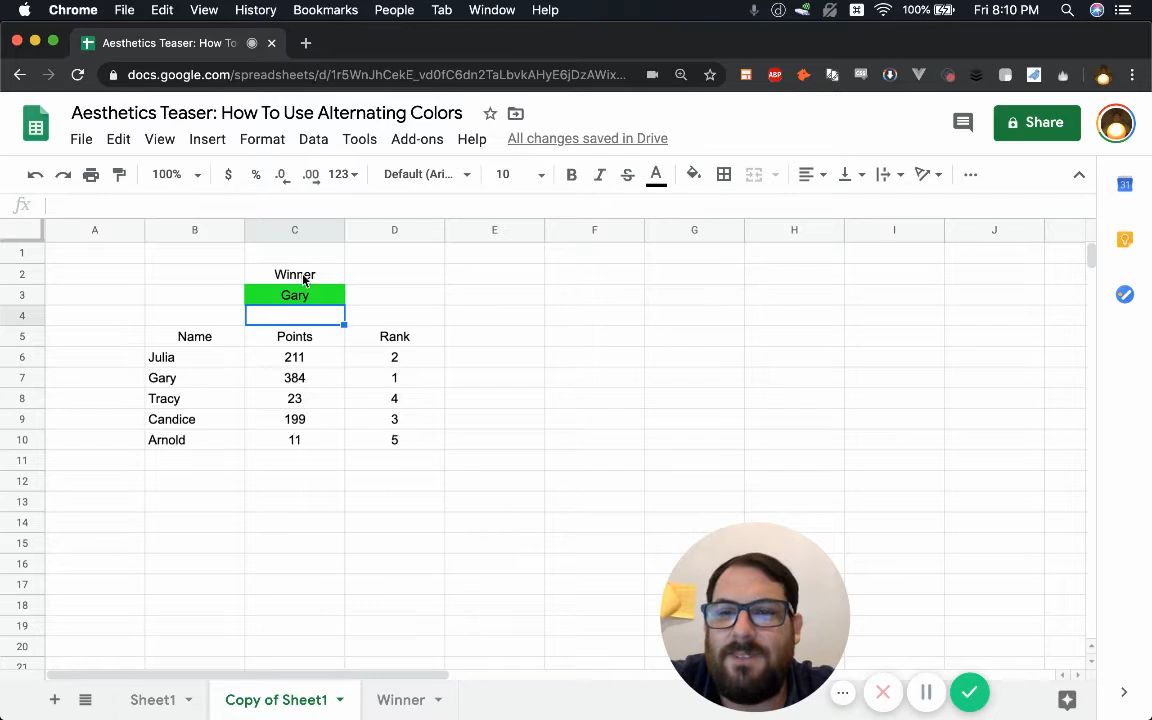 Chrome File Edit View History Bookmarks People Tab Window Help 100% Fri 8:10 PM
Aesthetics Teaser: How To
docs.google.com/spreadsheets/d/1r5WnJhCekE_vd0fC6dn2TaLbvkAHyE6jDzAWix... ABP
Aesthetics Teaser: How To Use Alternating Colors
Share
File Edit View Insert Format Data Tools Add-ons Help All changes saved in Drive
100% $ % .0 .00 123 Default (Ari... 10 B I S A
fx
A B C D E F G H I J
1
2 Winner
3 Gary
4
5 Name Points Rank
6 Julia 211 2
7 Gary 384 1
8 Tracy 23 4
9 Candice 199 3
10 Arnold 11 5
11
12
13
14
15
16
17
18
19
20
21
Sheet1 Copy of Sheet1 Winner
31